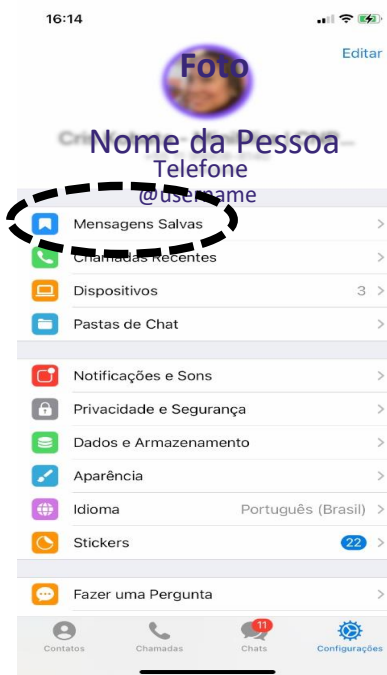 16:14
Editar
Foto
Nome da Pessoa
Telefone
@username
Mensagens Salvas
Chamadas Recentes
Dispositivos 3
Pastas de Chat
Notificações e Sons
Privacidade e Segurança
Dados e Armazenamento
Aparência
Idioma Português (Brasil)
Stickers 22
Fazer uma Pergunta
11
Contatos Chamadas Chats Configurações